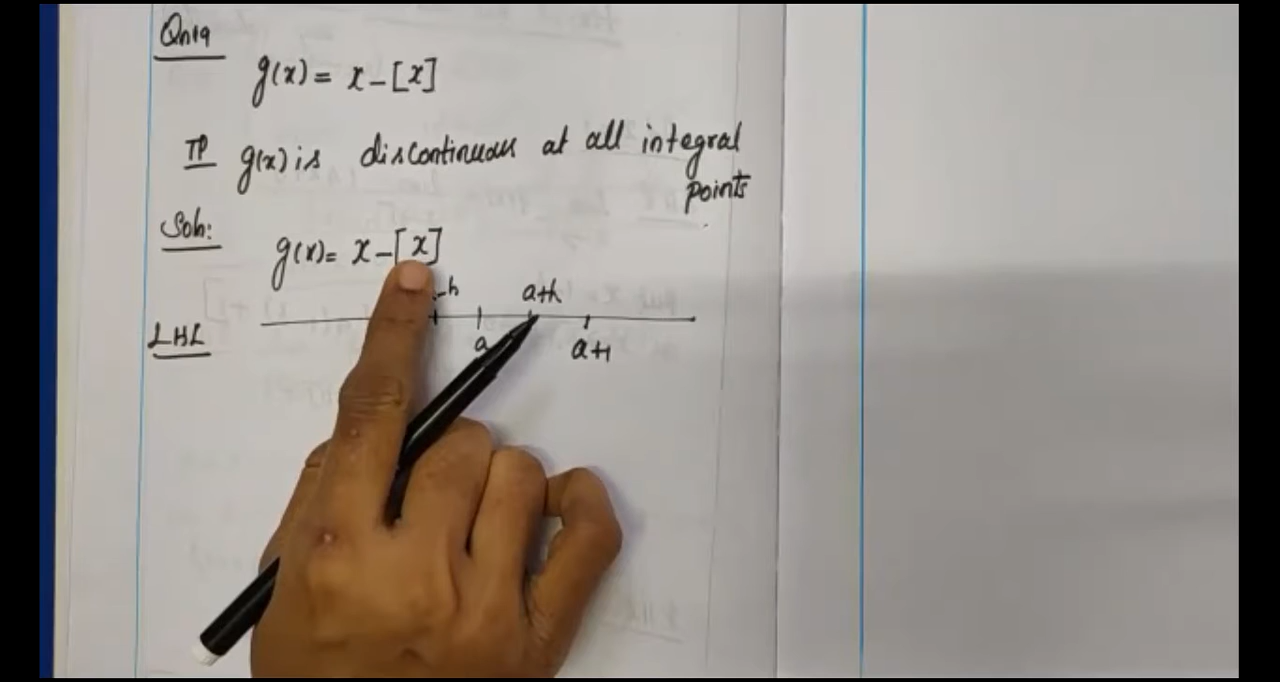 Qn19
g(x) = x - [x]
TP g(x) is discontinuous at all integral
points
Soln:
g(x) = x - [x]
-h a+h
LHL
a a+1